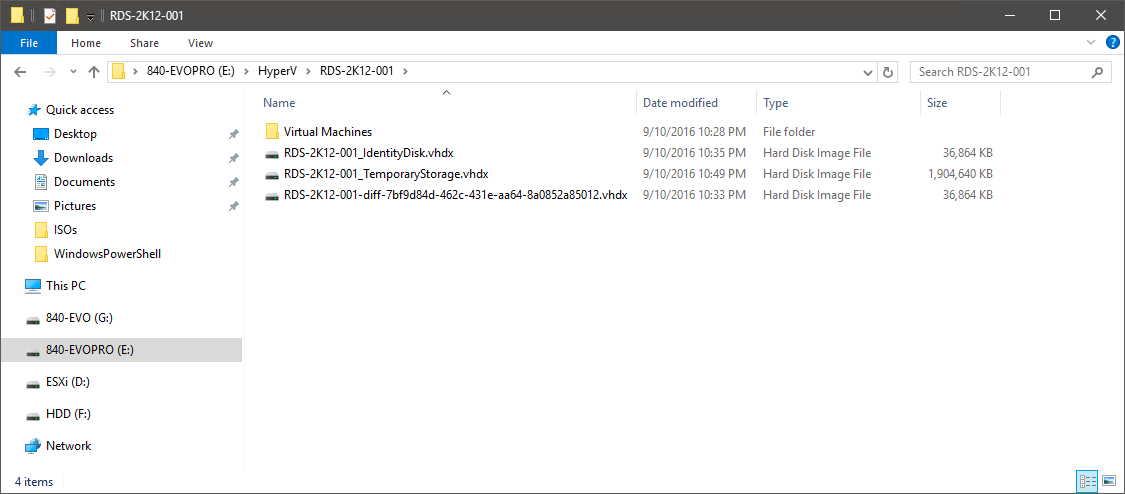 RDS-2K12-001
File Home Share View
840-EVOPRO (E:) HyperV RDS-2K12-001 Search RDS-2K12-001
Name Date modified Type Size
Quick access
Desktop
Downloads
Documents
Pictures
ISOs
WindowsPowerShell
This PC
840-EVO (G:)
840-EVOPRO (E:)
ESXi (D:)
HDD (F:)
Network
Virtual Machines 9/10/2016 10:28 PM File folder
RDS-2K12-001_IdentityDisk.vhdx 9/10/2016 10:35 PM Hard Disk Image File 36,864 KB
RDS-2K12-001_TemporaryStorage.vhdx 9/10/2016 10:49 PM Hard Disk Image File 1,904,640 KB
RDS-2K12-001-diff-7bf9d84d-462c-431e-aa64-8a0852a85012.vhdx 9/10/2016 10:33 PM Hard Disk Image File 36,864 KB
4 items